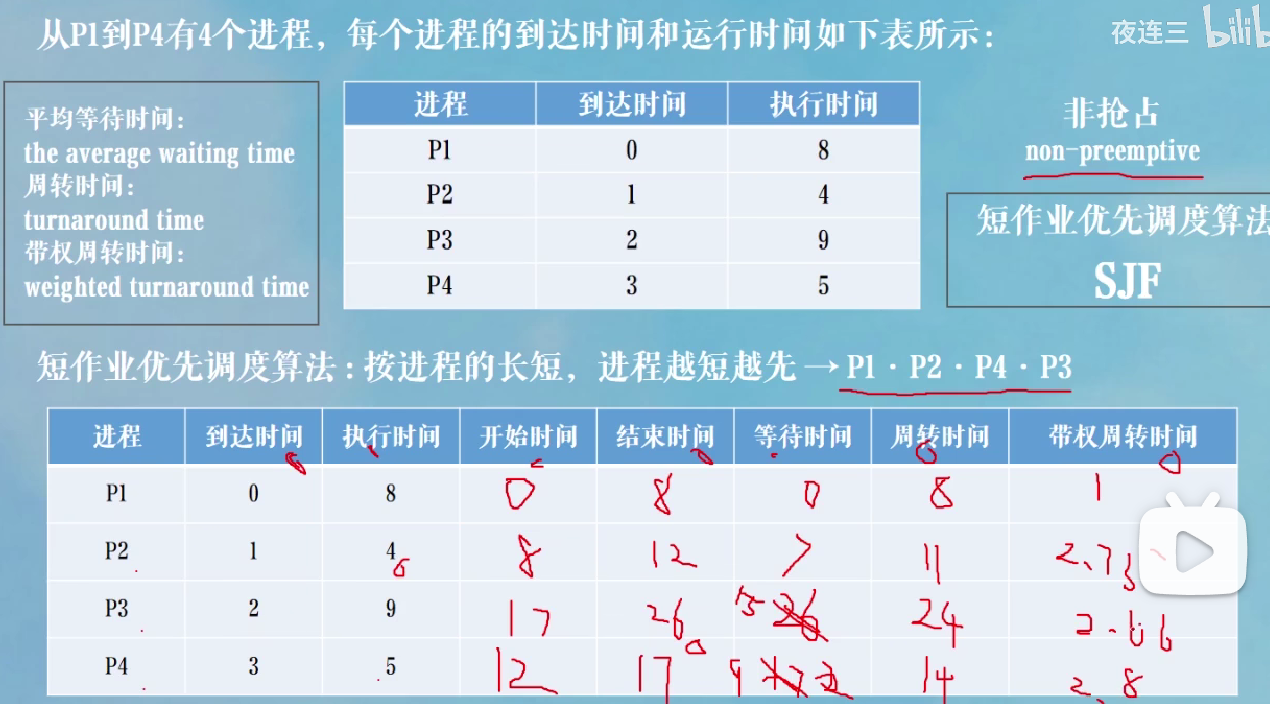 从P1到P4有4个进程，每个进程的到达时间和运行时间如下表所示：
夜连三 bilib
平均等待时间：
the average waiting time
周转时间：
turnaround time
带权周转时间：
weighted turnaround time
进程 到达时间 执行时间
P1 0 8
P2 1 4
P3 2 9
P4 3 5
非抢占
non-preemptive
短作业优先调度算法
SJF
短作业优先调度算法：按进程的长短，进程越短越先→P1·P2·P4·P3
进程 到达时间 执行时间 开始时间 结束时间 等待时间 周转时间 带权周转时间
P1 0 8 0 8 0 8 1
P2 1 4 8 12 7 11 2.75
P3 2 9 17 26 15 24 2.66
P4 3 5 12 17 9 14 2.8